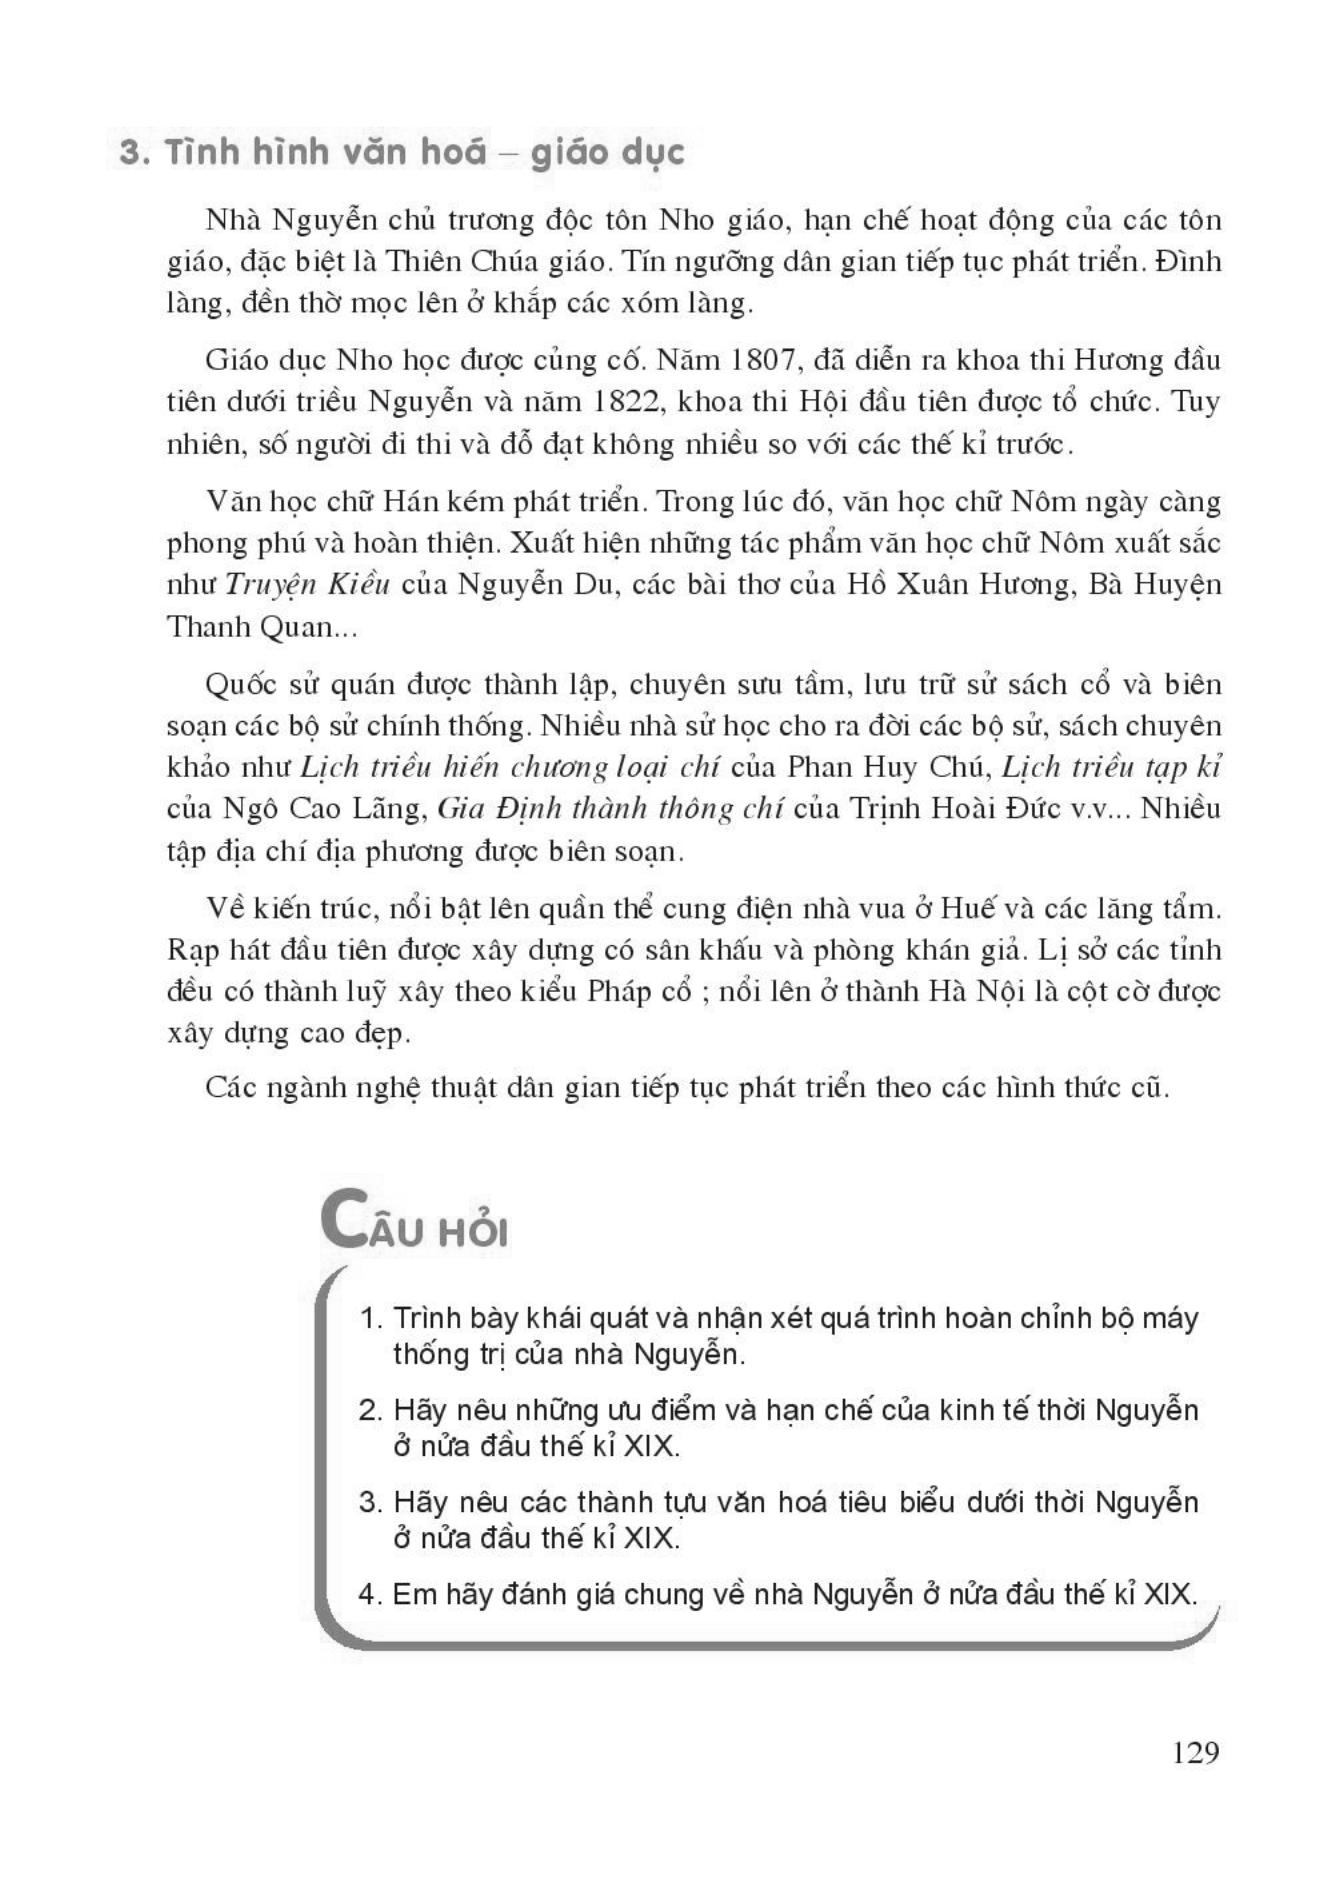 3. Tình hình văn hoá – giáo dục
Nhà Nguyễn chủ trương độc tôn Nho giáo, hạn chế hoạt động của các tôn
giáo, đặc biệt là Thiên Chúa giáo. Tín ngưỡng dân gian tiếp tục phát triển. Đình
làng, đền thờ mọc lên ở khắp các xóm làng.
Giáo dục Nho học được củng cố. Năm 1807, đã diễn ra khoa thi Hương đầu
tiên dưới triều Nguyễn và năm 1822, khoa thi Hội đầu tiên được tổ chức. Tuy
nhiên, số người đi thi và đỗ đạt không nhiều so với các thế kỉ trước.
Văn học chữ Hán kém phát triển. Trong lúc đó, văn học chữ Nôm ngày càng
phong phú và hoàn thiện. Xuất hiện những tác phẩm văn học chữ Nôm xuất sắc
như Truyện Kiều của Nguyễn Du, các bài thơ của Hồ Xuân Hương, Bà Huyện
Thanh Quan...
Quốc sử quán được thành lập, chuyên sưu tầm, lưu trữ sử sách cổ và biên
soạn các bộ sử chính thống. Nhiều nhà sử học cho ra đời các bộ sử, sách chuyên
khảo như Lịch triều hiến chương loại chí của Phan Huy Chú, Lịch triều tạp kỉ
của Ngô Cao Lãng, Gia Định thành thông chí của Trịnh Hoài Đức v.v... Nhiều
tập địa chí địa phương được biên soạn.
Về kiến trúc, nổi bật lên quần thể cung điện nhà vua ở Huế và các lăng tẩm.
Rạp hát đầu tiên được xây dựng có sân khấu và phòng khán giả. Lị sở các tỉnh
đều có thành luỹ xây theo kiểu Pháp cổ ; nổi lên ở thành Hà Nội là cột cờ được
xây dựng cao đẹp.
Các ngành nghệ thuật dân gian tiếp tục phát triển theo các hình thức cũ.
CÂU HỎI
1. Trình bày khái quát và nhận xét quá trình hoàn chỉnh bộ máy
thống trị của nhà Nguyễn.
2. Hãy nêu những ưu điểm và hạn chế của kinh tế thời Nguyễn
ở nửa đầu thế kỉ XIX.
3. Hãy nêu các thành tựu văn hoá tiêu biểu dưới thời Nguyễn
ở nửa đầu thế kỉ XIX.
4. Em hãy đánh giá chung về nhà Nguyễn ở nửa đầu thế kỉ XIX.
129